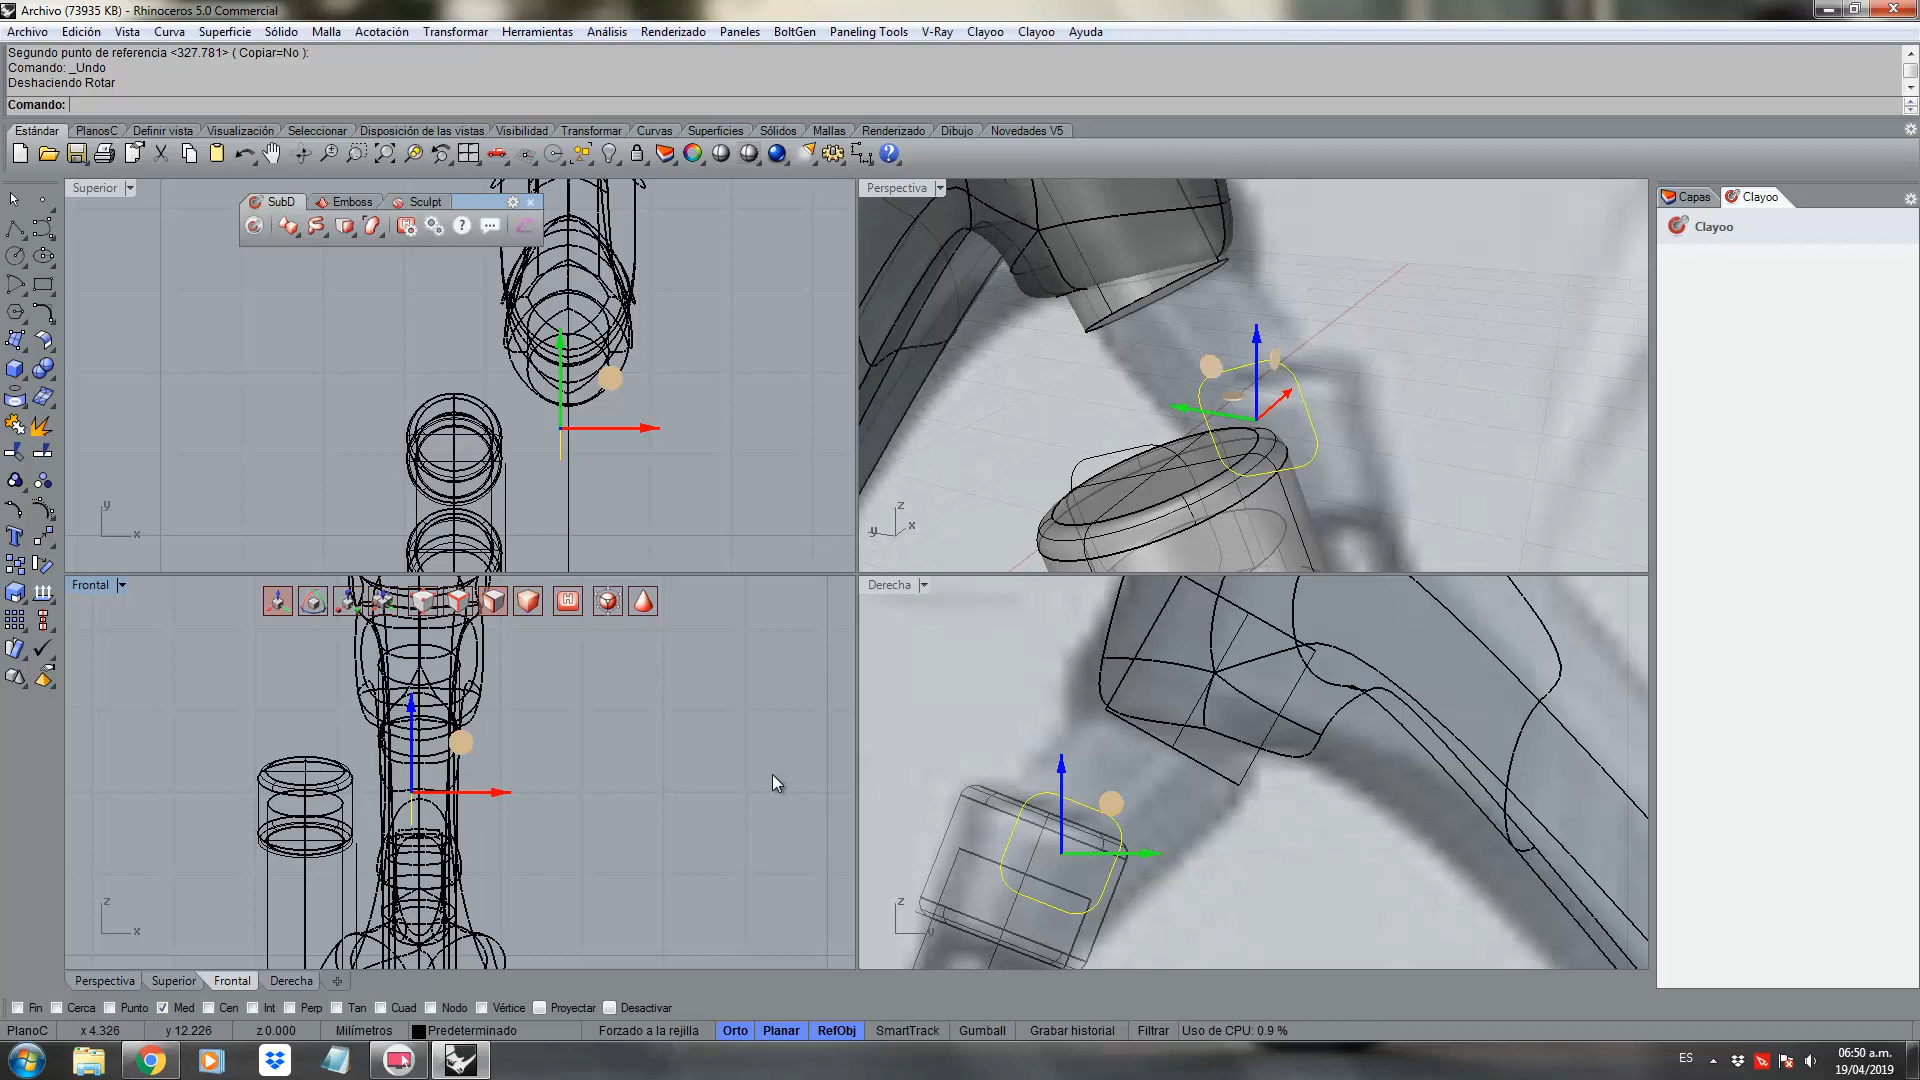 Archivo (73935 KB) - Rhinoceros 5.0 Commercial
Archivo Edición Vista Curva Superficie Sólido Malla Acotación Transformar Herramientas Análisis Renderizado Paneles BoltGen Paneling Tools V-Ray Clayoo Clayoo Ayuda
Segundo punto de referencia <327.781> ( Copiar=No ):
Comando: _Undo
Deshaciendo Rotar
Comando:
Estándar PlanosC Definir vista Visualización Seleccionar Disposición de las vistas Visibilidad Transformar Curvas Superficies Sólidos Mallas Renderizado Dibujo Novedades V5
Superior
SubD Emboss Sculpt
Perspectiva
Capas Clayoo
Clayoo
y
x
z
x
y
Frontal
Derecha
z
x
z
y
Perspectiva Superior Frontal Derecha
Fin Cerca Punto Med Cen Int Perp Tan Cuad Nodo Vértice Proyectar Desactivar
PlanoC x 4.326 y 12.226 z 0.000 Milímetros Predeterminado Forzado a la rejilla Orto Planar RefObj SmartTrack Gumball Grabar historial Filtrar Uso de CPU: 0.9 %
ES
06:50 a.m.
19/04/2019